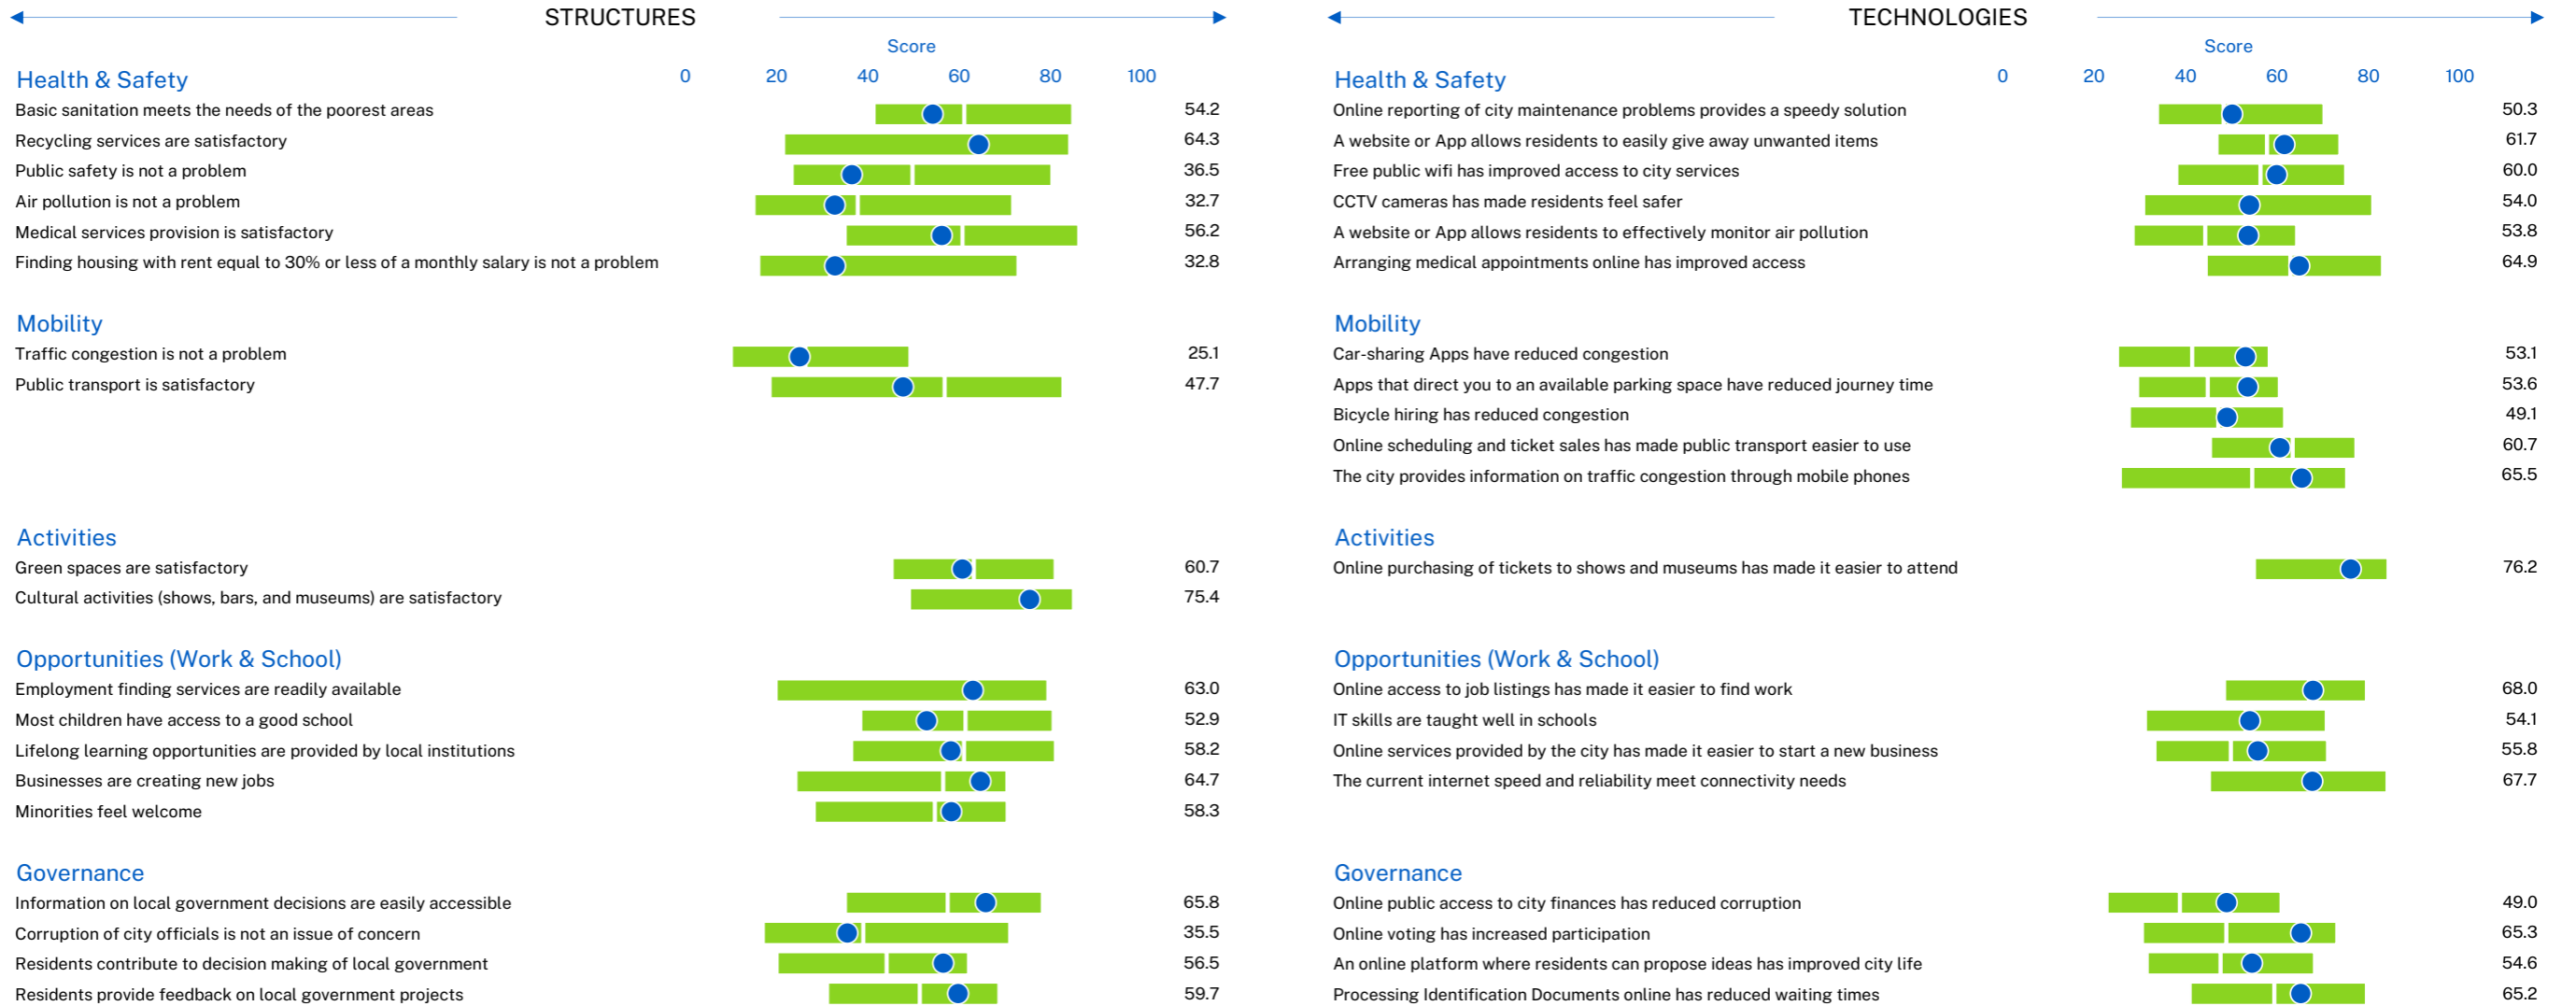 STRUCTURES
Score
Health & Safety 0 20 40 60 80 100
Basic sanitation meets the needs of the poorest areas 54.2
Recycling services are satisfactory 64.3
Public safety is not a problem 36.5
Air pollution is not a problem 32.7
Medical services provision is satisfactory 56.2
Finding housing with rent equal to 30% or less of a monthly salary is not a problem 32.8
Mobility
Traffic congestion is not a problem 25.1
Public transport is satisfactory 47.7
Activities
Green spaces are satisfactory 60.7
Cultural activities (shows, bars, and museums) are satisfactory 75.4
Opportunities (Work & School)
Employment finding services are readily available 63.0
Most children have access to a good school 52.9
Lifelong learning opportunities are provided by local institutions 58.2
Businesses are creating new jobs 64.7
Minorities feel welcome 58.3
Governance
Information on local government decisions are easily accessible 65.8
Corruption of city officials is not an issue of concern 35.5
Residents contribute to decision making of local government 56.5
Residents provide feedback on local government projects 59.7
TECHNOLOGIES
Score
Health & Safety 0 20 40 60 80 100
Online reporting of city maintenance problems provides a speedy solution 50.3
A website or App allows residents to easily give away unwanted items 61.7
Free public wifi has improved access to city services 60.0
CCTV cameras has made residents feel safer 54.0
A website or App allows residents to effectively monitor air pollution 53.8
Arranging medical appointments online has improved access 64.9
Mobility
Car-sharing Apps have reduced congestion 53.1
Apps that direct you to an available parking space have reduced journey time 53.6
Bicycle hiring has reduced congestion 49.1
Online scheduling and ticket sales has made public transport easier to use 60.7
The city provides information on traffic congestion through mobile phones 65.5
Activities
Online purchasing of tickets to shows and museums has made it easier to attend 76.2
Opportunities (Work & School)
Online access to job listings has made it easier to find work 68.0
IT skills are taught well in schools 54.1
Online services provided by the city has made it easier to start a new business 55.8
The current internet speed and reliability meet connectivity needs 67.7
Governance
Online public access to city finances has reduced corruption 49.0
Online voting has increased participation 65.3
An online platform where residents can propose ideas has improved city life 54.6
Processing Identification Documents online has reduced waiting times 65.2